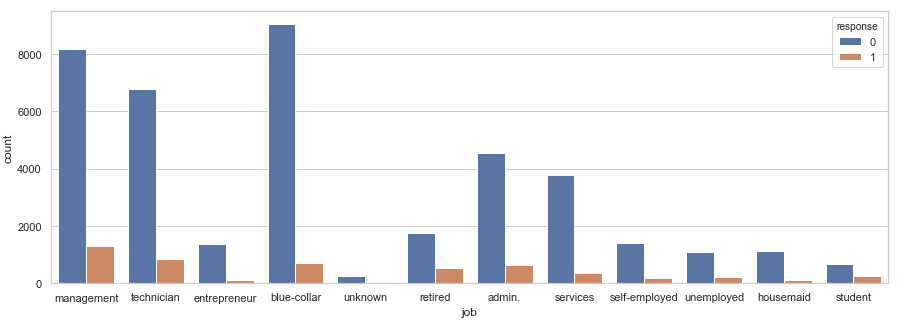 response
0
1
8000
6000
4000
2000
0
count
management technician entrepreneur blue-collar unknown retired admin. services self-employed unemployed housemaid student
job